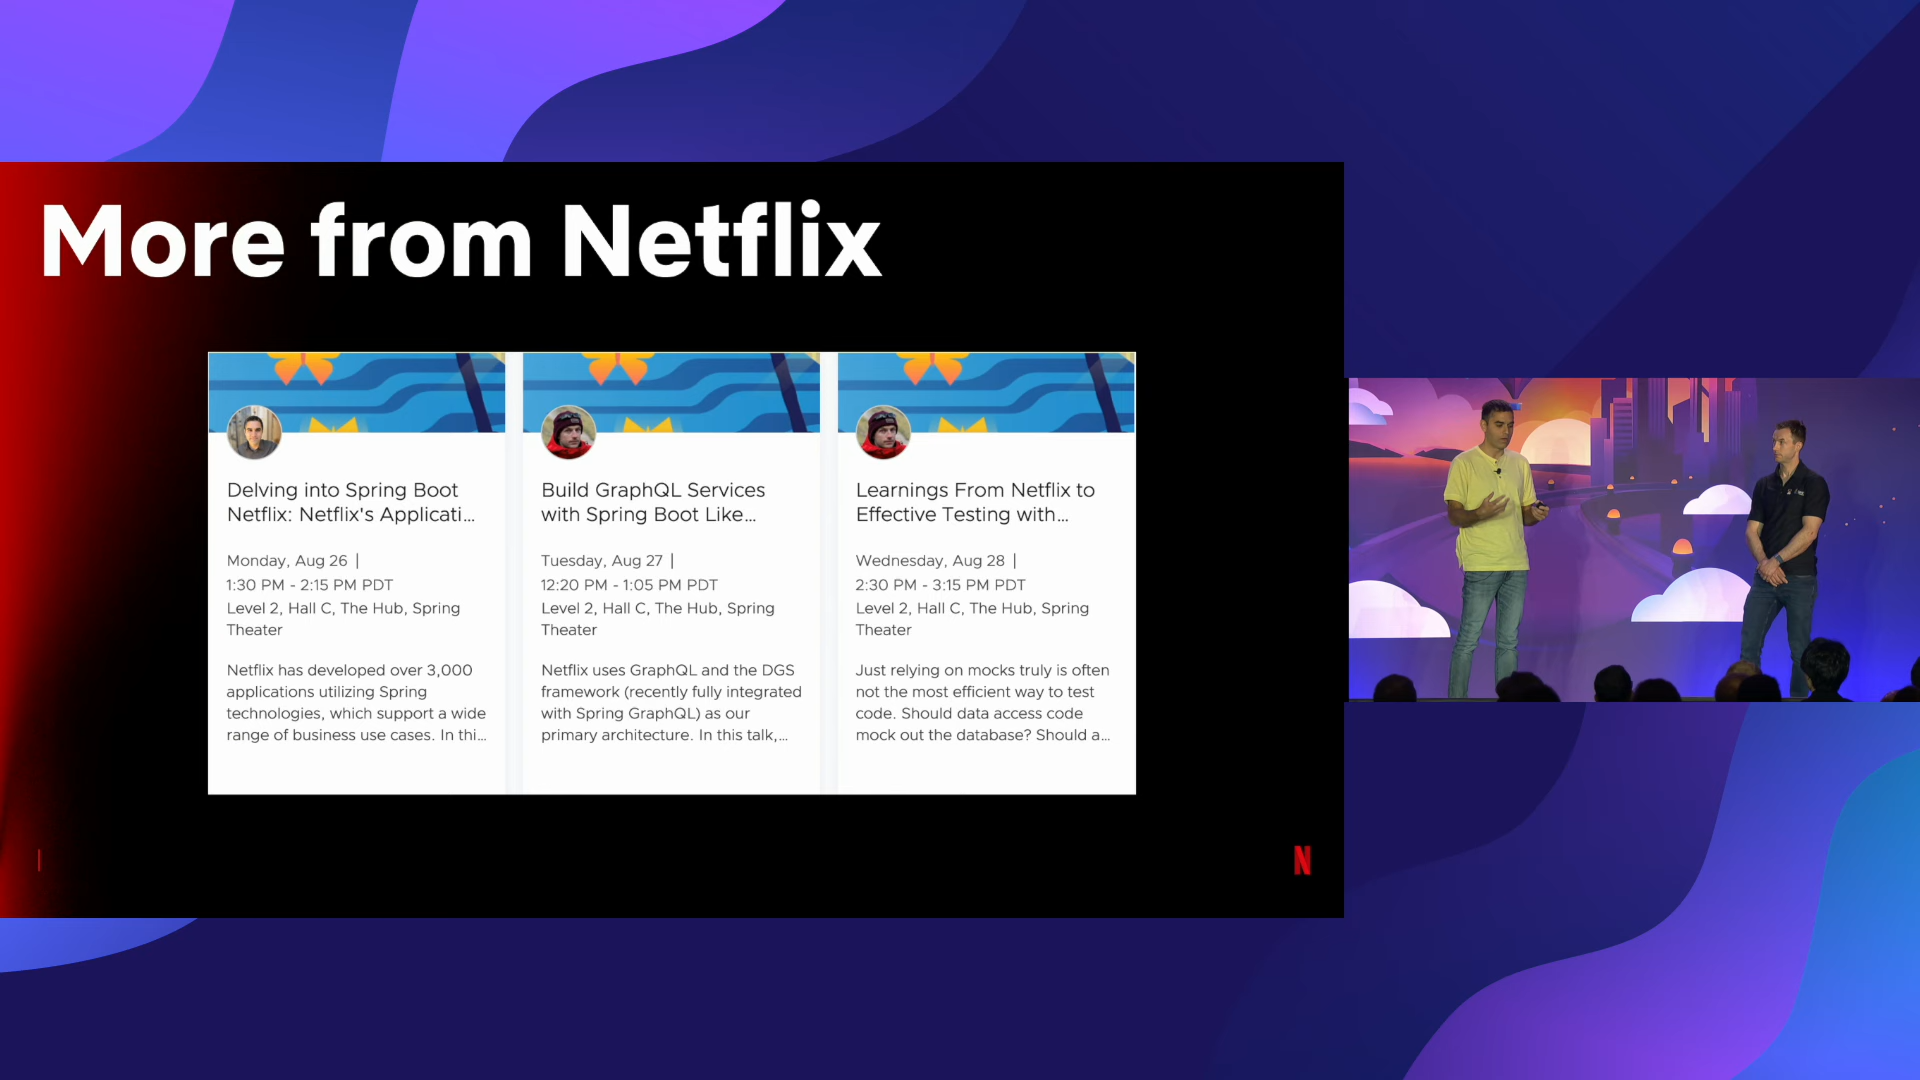 More from Netflix
Delving into Spring Boot
Netflix: Netflix's Applicati...
Monday, Aug 26 |
1:30 PM - 2:15 PM PDT
Level 2, Hall C, The Hub, Spring
Theater
Netflix has developed over 3,000
applications utilizing Spring
technologies, which support a wide
range of business use cases. In thi...
Build GraphQL Services
with Spring Boot Like...
Tuesday, Aug 27 |
12:20 PM - 1:05 PM PDT
Level 2, Hall C, The Hub, Spring
Theater
Netflix uses GraphQL and the DGS
framework (recently fully integrated
with Spring GraphQL) as our
primary architecture. In this talk,...
Learnings From Netflix to
Effective Testing with...
Wednesday, Aug 28 |
2:30 PM - 3:15 PM PDT
Level 2, Hall C, The Hub, Spring
Theater
Just relying on mocks truly is often
not the most efficient way to test
code. Should data access code
mock out the database? Should a...
N